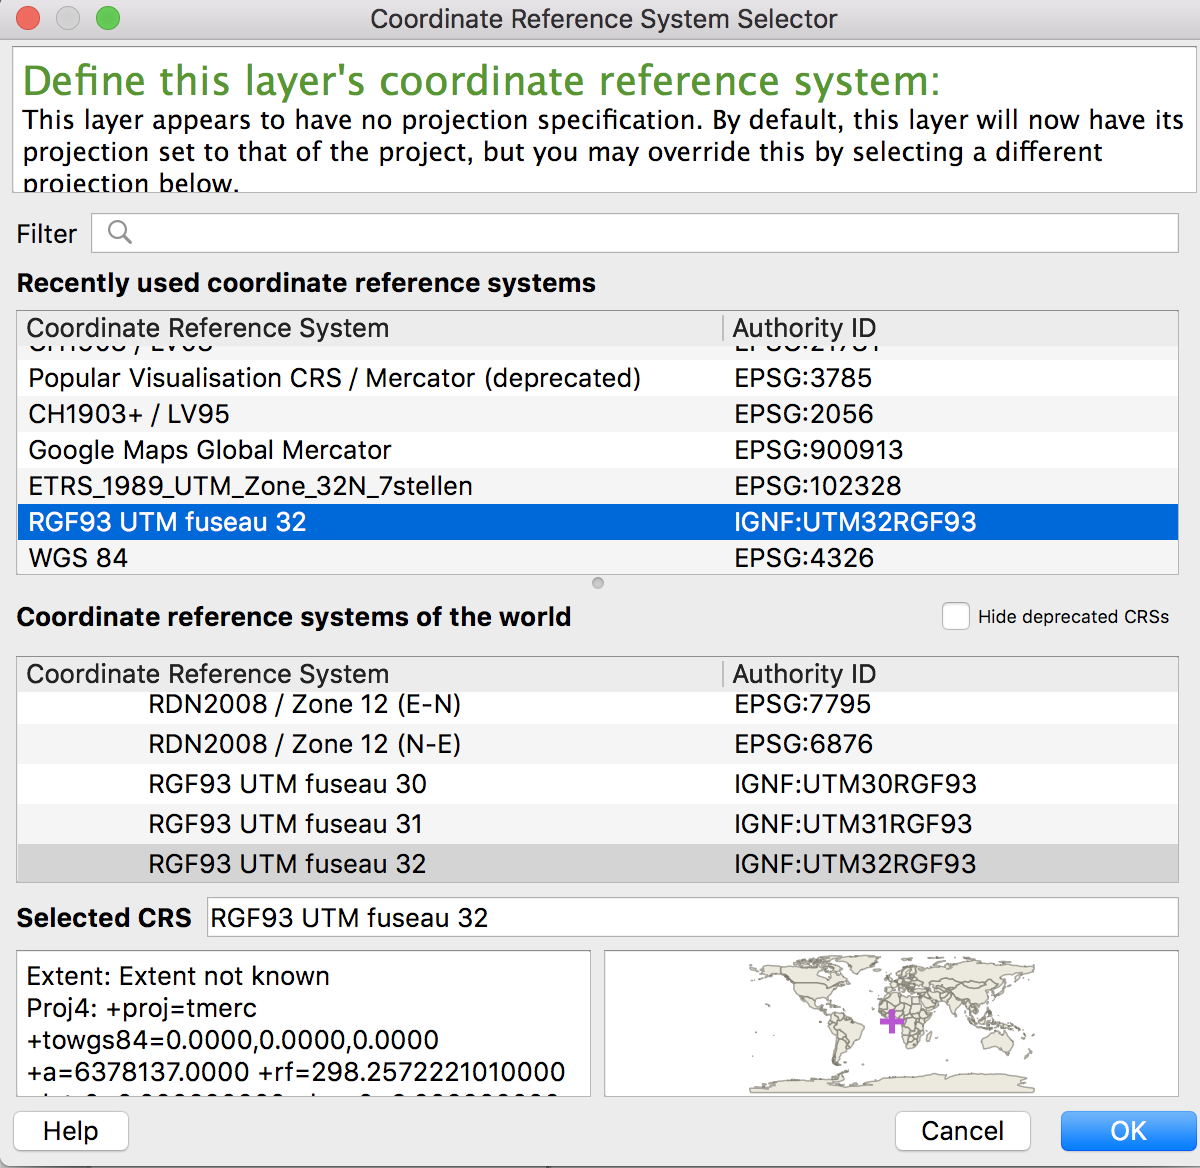 Coordinate Reference System Selector
Define this layer's coordinate reference system:
This layer appears to have no projection specification. By default, this layer will now have its
projection set to that of the project, but you may override this by selecting a different
projection below.
Filter
Recently used coordinate reference systems
Coordinate Reference System Authority ID
CH1903 / LV03 EPSG:21781
Popular Visualisation CRS / Mercator (deprecated) EPSG:3785
CH1903+ / LV95 EPSG:2056
Google Maps Global Mercator EPSG:900913
ETRS_1989_UTM_Zone_32N_7stellen EPSG:102328
RGF93 UTM fuseau 32 IGNF:UTM32RGF93
WGS 84 EPSG:4326
Coordinate reference systems of the world Hide deprecated CRSs
Coordinate Reference System Authority ID
RDN2008 / Zone 12 (E-N) EPSG:7795
RDN2008 / Zone 12 (N-E) EPSG:6876
RGF93 UTM fuseau 30 IGNF:UTM30RGF93
RGF93 UTM fuseau 31 IGNF:UTM31RGF93
RGF93 UTM fuseau 32 IGNF:UTM32RGF93
Selected CRS RGF93 UTM fuseau 32
Extent: Extent not known
Proj4: +proj=tmerc
+towgs84=0.0000,0.0000,0.0000
+a=6378137.0000 +rf=298.2572221010000
Help Cancel OK